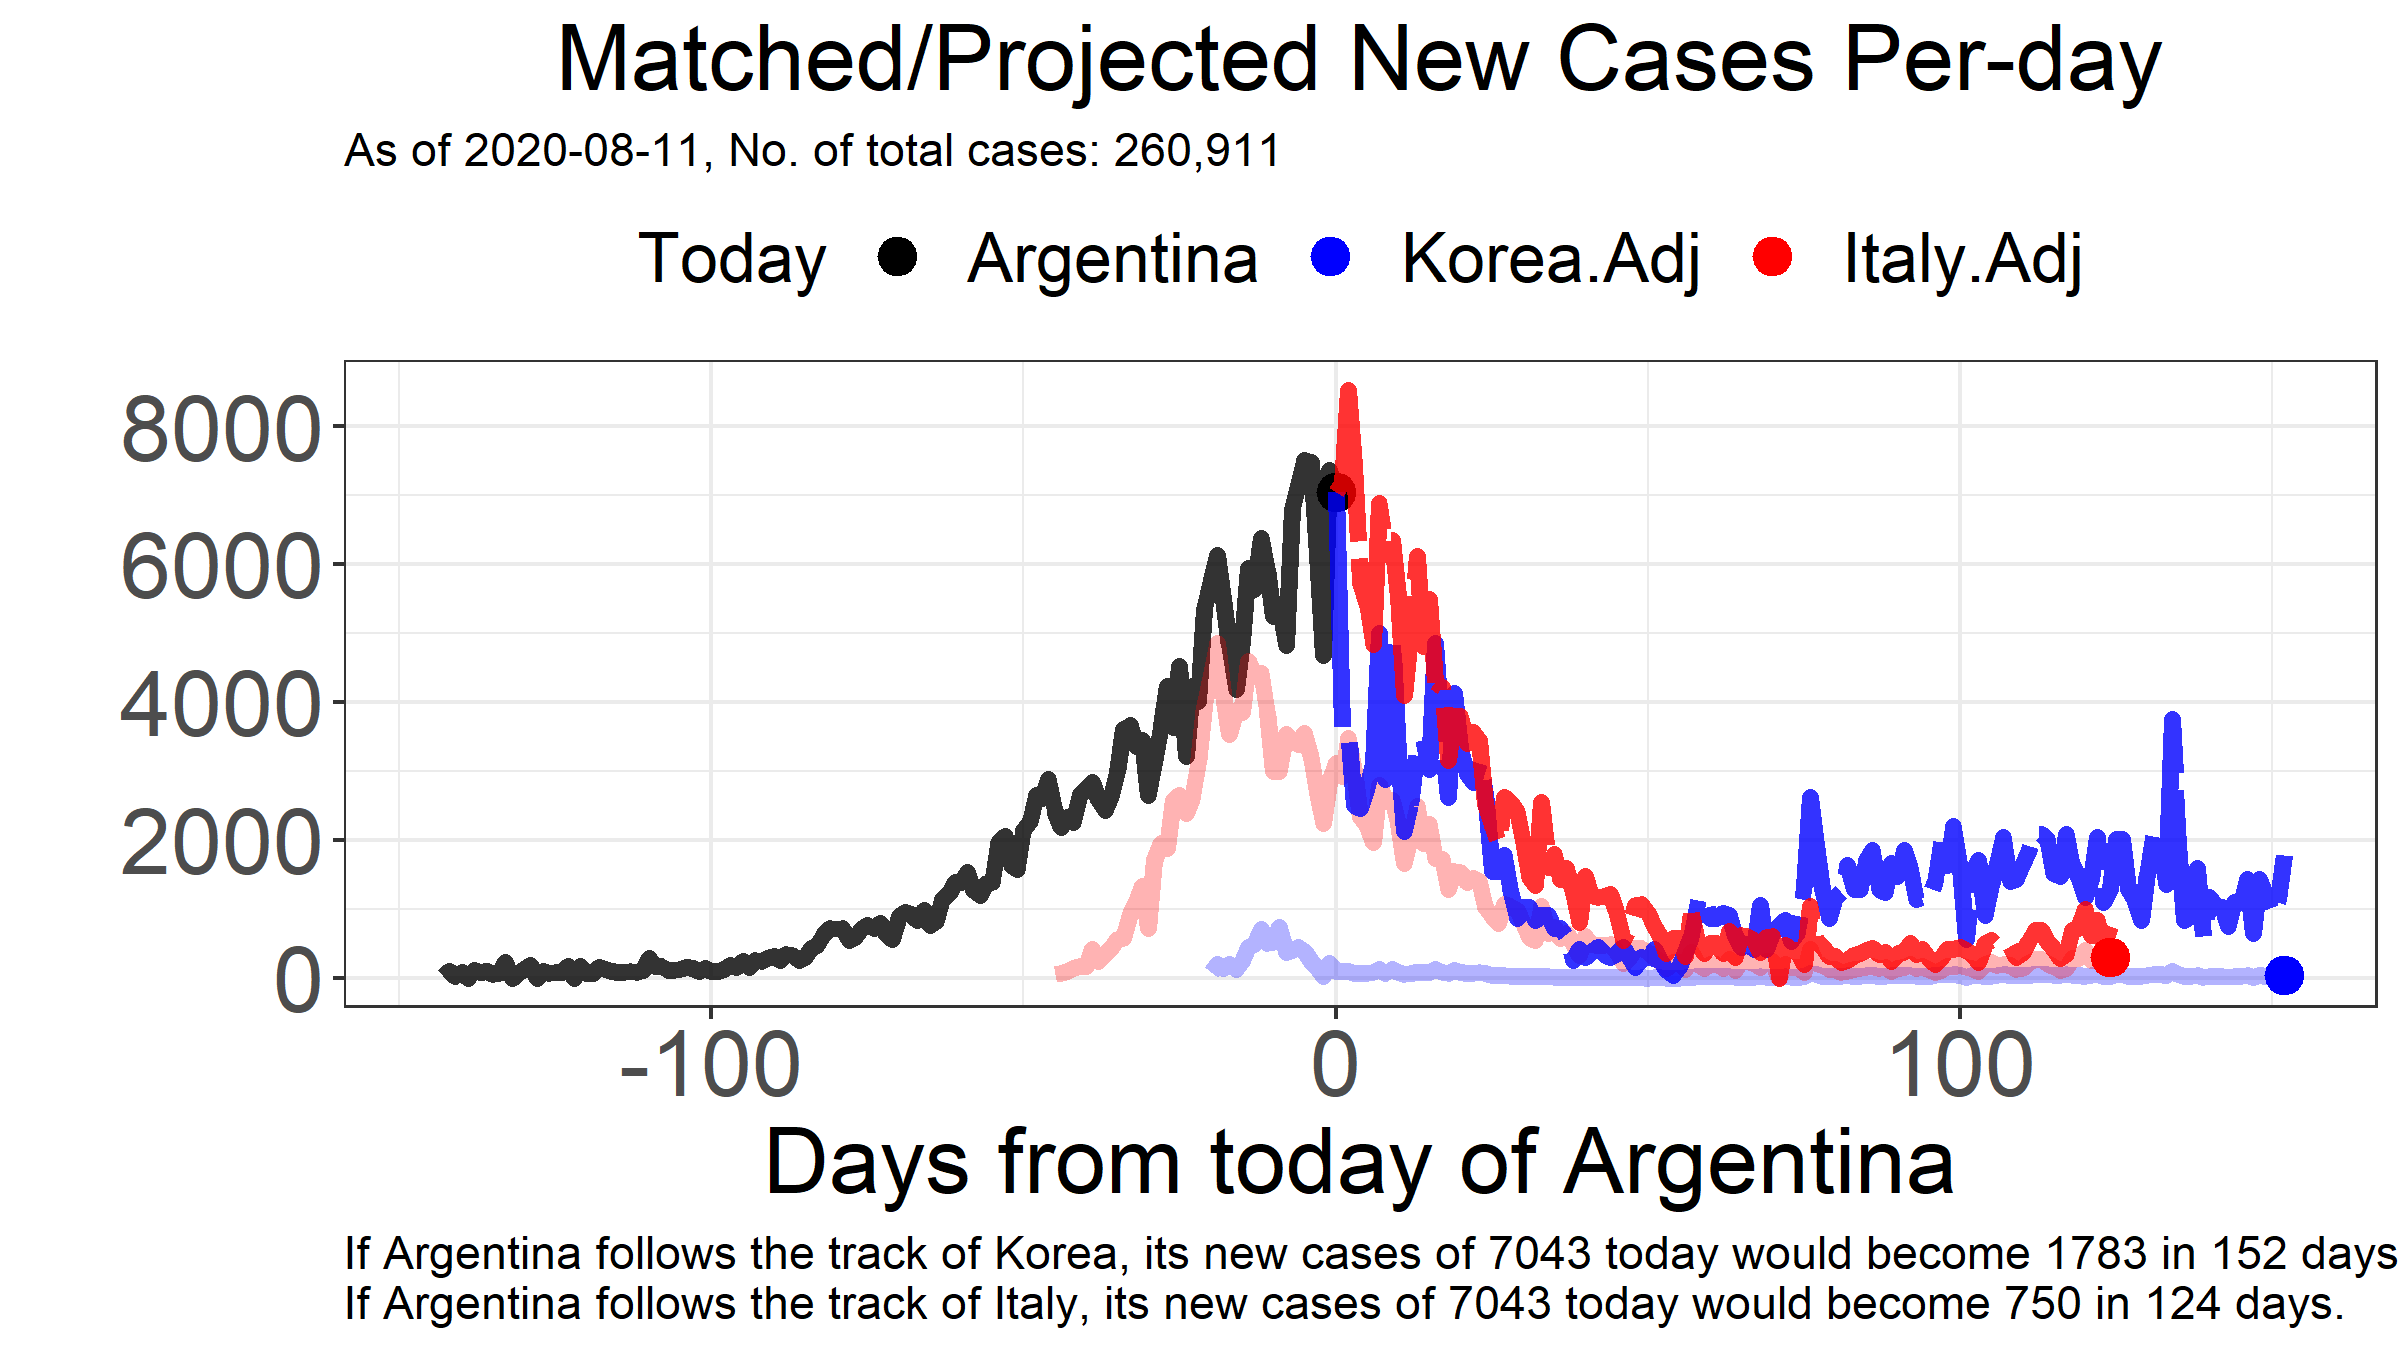 Matched/Projected New Cases Per-day
As of 2020-08-11, No. of total cases: 260,911
Today Argentina Korea.Adj Italy.Adj
8000
6000
4000
2000
0
-100 0 100
Days from today of Argentina
If Argentina follows the track of Korea, its new cases of 7043 today would become 1783 in 152 days
If Argentina follows the track of Italy, its new cases of 7043 today would become 750 in 124 days.